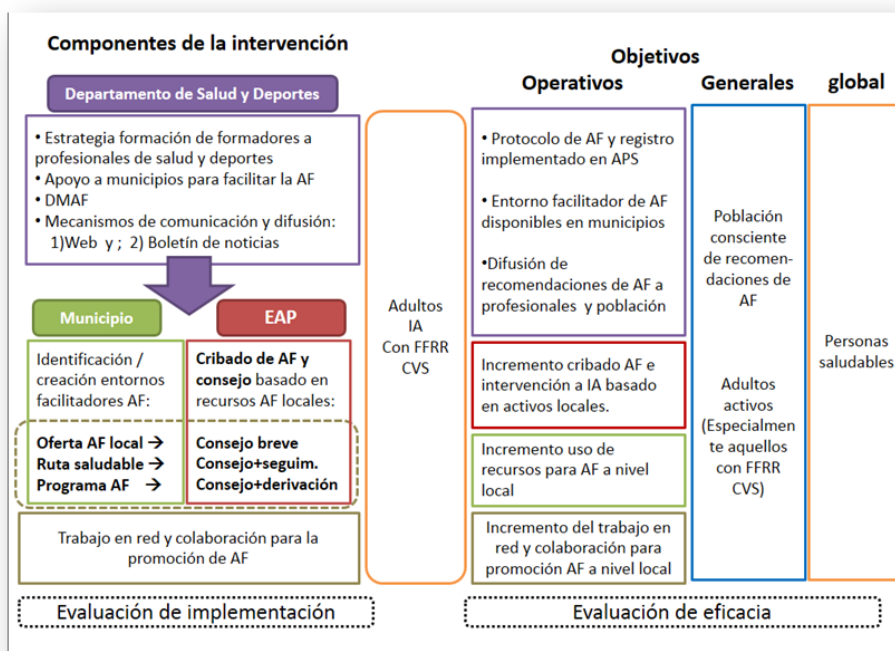 Componentes de la intervención
Departamento de Salud y Deportes
• Estrategia formación de formadores a
profesionales de salud y deportes
• Apoyo a municipios para facilitar la AF
• DMAF
• Mecanismos de comunicación y difusión:
1)Web y ; 2) Boletín de noticias
Municipio
EAP
Identificación /
creación entornos
facilitadores AF:
Cribado de AF y
consejo basado en
recursos AF locales:
Oferta AF local →
Ruta saludable →
Programa AF →
Consejo breve
Consejo+seguim.
Consejo+derivación
Trabajo en red y colaboración para la
promoción de AF
Evaluación de implementación
Adultos
IA
Con FFRR
CVS
Objetivos
Operativos
Generales
global
• Protocolo de AF y registro
implementado en APS
• Entorno facilitador de AF
disponibles en municipios
•Difusión de
recomendaciones de AF a
profesionales y población
Incremento cribado AF e
intervención a IA basado
en activos locales.
Incremento uso de
recursos para AF a nivel
local
Incremento del trabajo en
red y colaboración para
promoción AF a nivel local
Población
consciente
de recomen-
daciones de
AF
Adultos
activos
(Especialmen
te aquellos
con FFRR
CVS)
Personas
saludables
Evaluación de eficacia